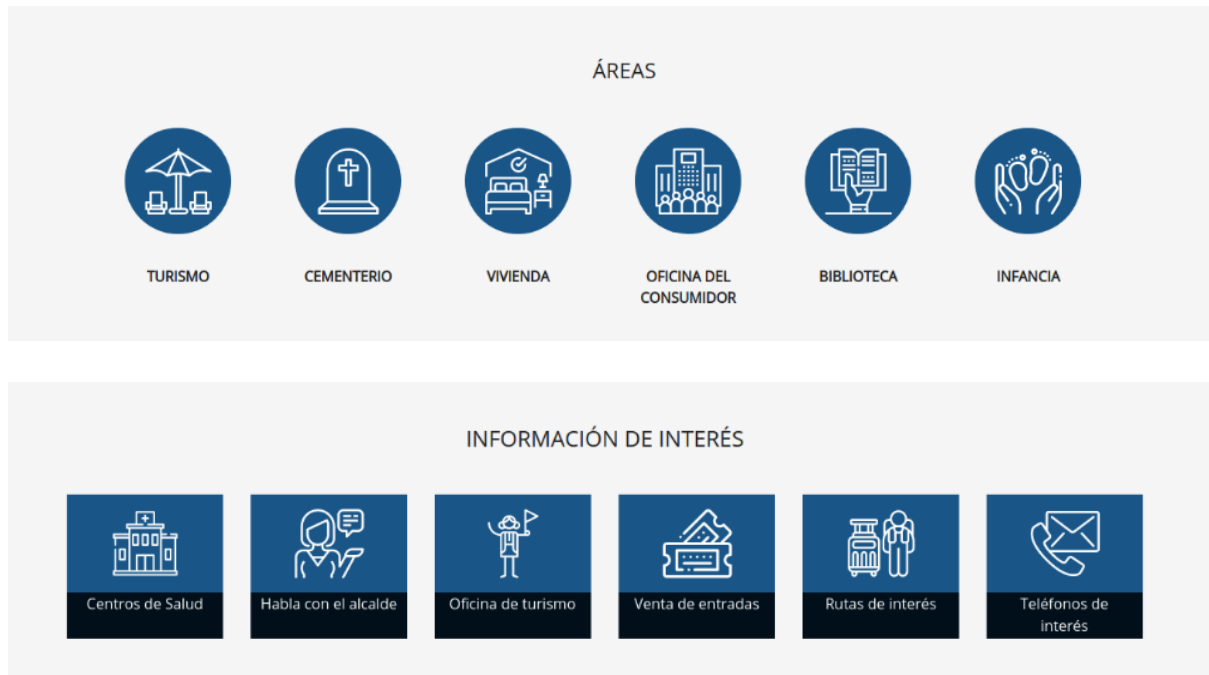 ÁREAS
TURISMO
CEMENTERIO
VIVIENDA
OFICINA DEL
CONSUMIDOR
BIBLIOTECA
INFANCIA
INFORMACIÓN DE INTERÉS
Centros de Salud
Habla con el alcalde
Oficina de turismo
Venta de entradas
Rutas de interés
Teléfonos de
interés